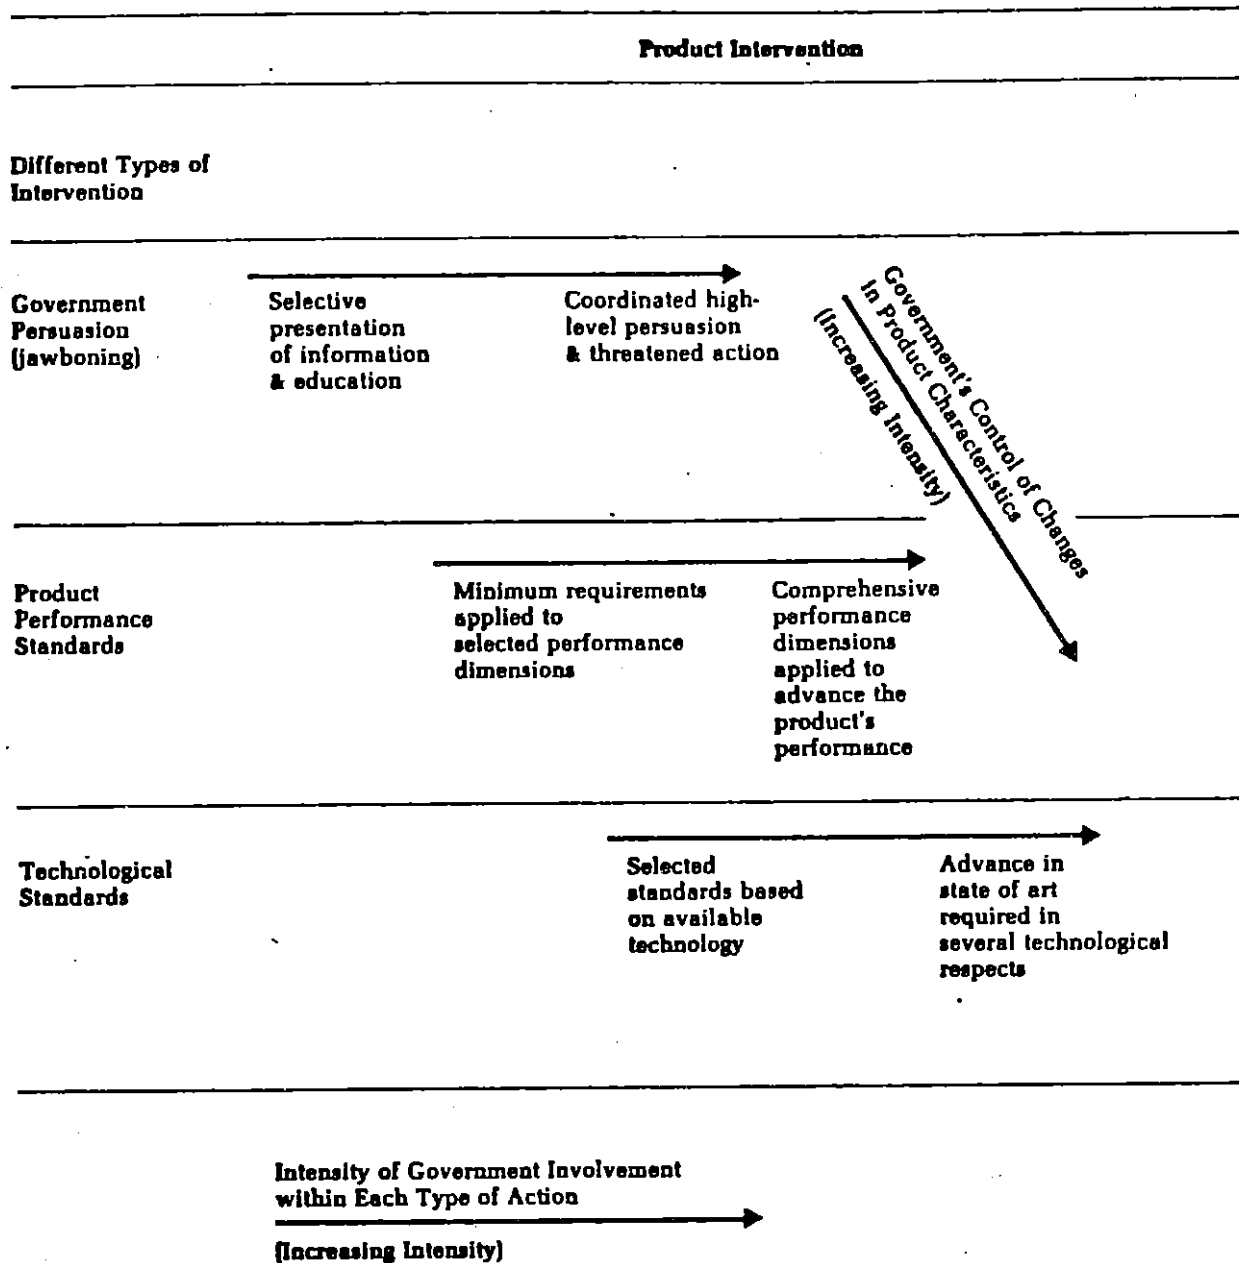 Product Intervention
Different Types of
Intervention
Government
Persuasion
(jawboning)
Selective
presentation
of information
& education
Coordinated high-
level persuasion
& threatened action
Government's Control of Changes
In Product Characteristics
(Increasing Intensity)
Product
Performance
Standards
Minimum requirements
applied to
selected performance
dimensions
Comprehensive
performance
dimensions
applied to
advance the
product's
performance
Technological
Standards
Selected
standards based
on available
technology
Advance in
state of art
required in
several technological
respects
Intensity of Government Involvement
within Each Type of Action
(Increasing Intensity)